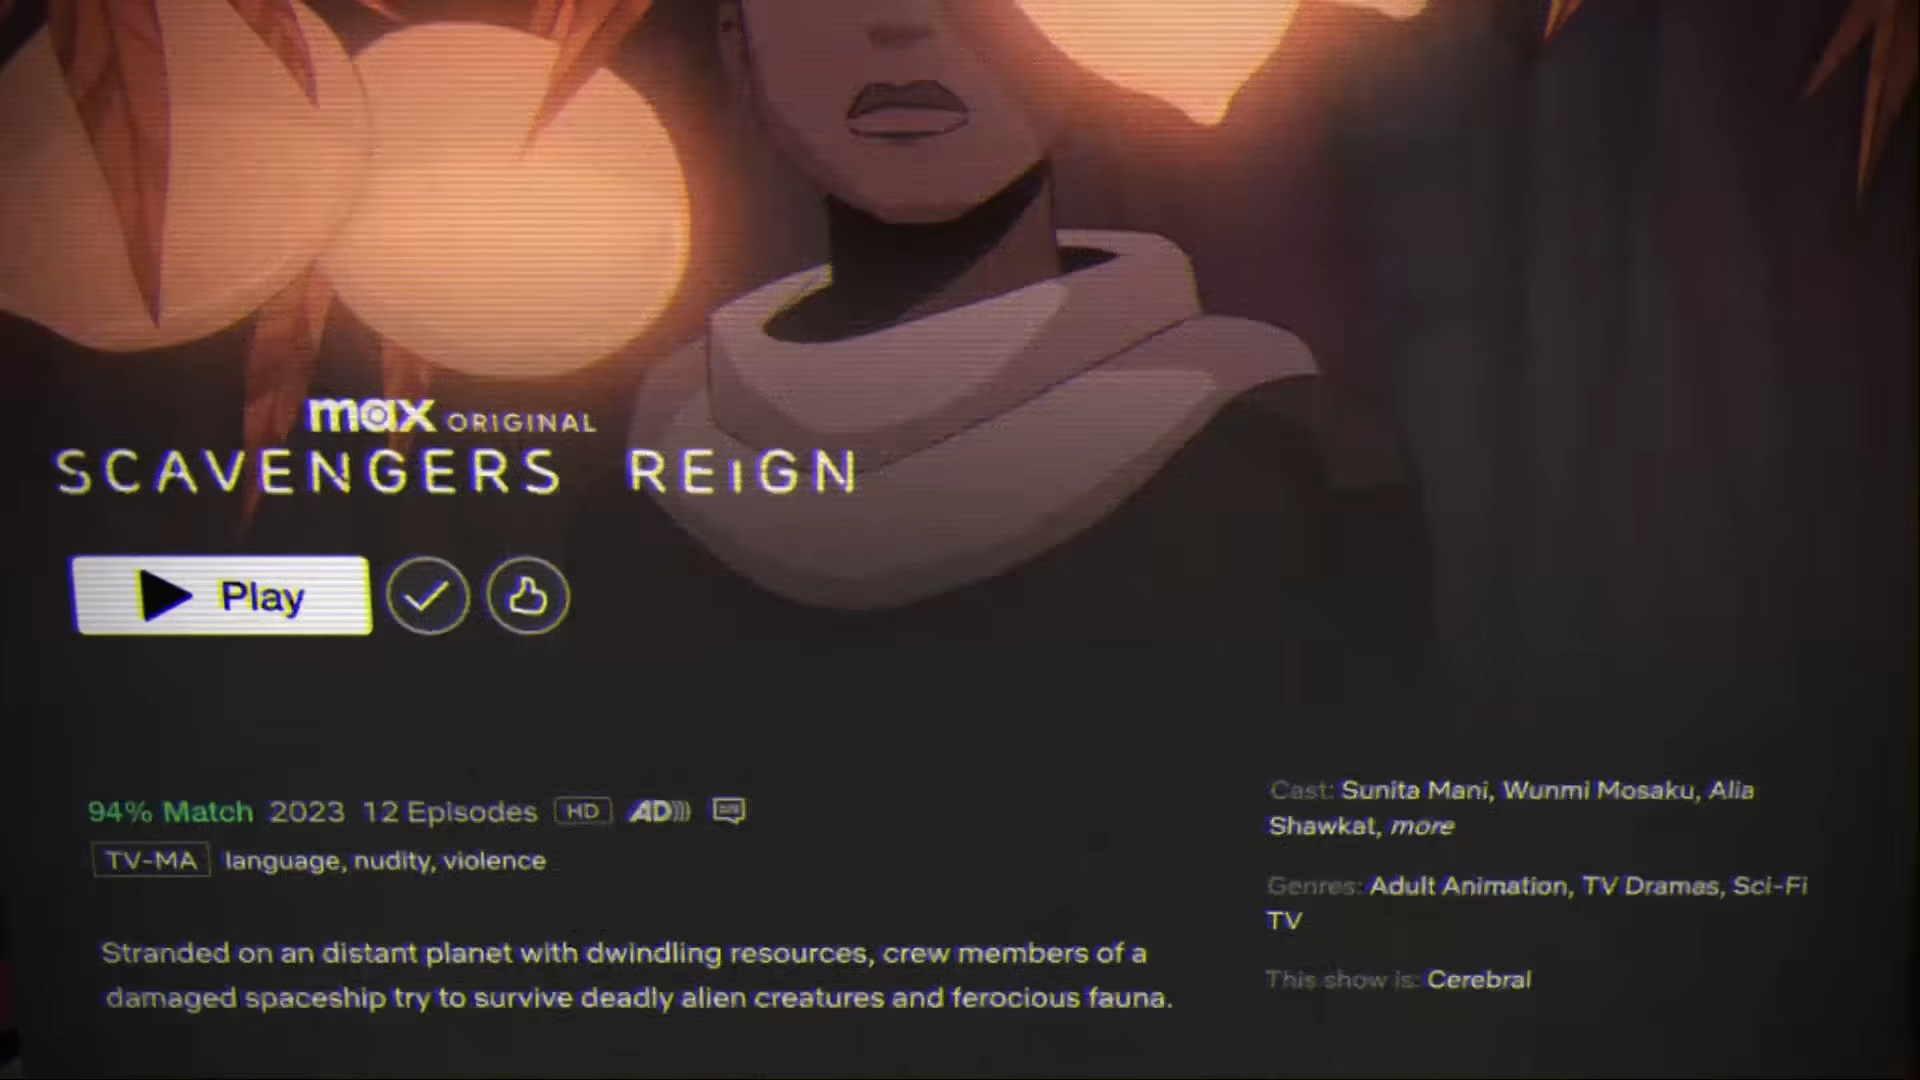 max ORIGINAL
SCAVENGERS REIGN
Play
94% Match 2023 12 Episodes HD AD)))
TV-MA language, nudity, violence
Stranded on an distant planet with dwindling resources, crew members of a
damaged spaceship try to survive deadly alien creatures and ferocious fauna.
Cast: Sunita Mani, Wunmi Mosaku, Alia
Shawkat, more
Genres: Adult Animation, TV Dramas, Sci-Fi
TV
This show is: Cerebral